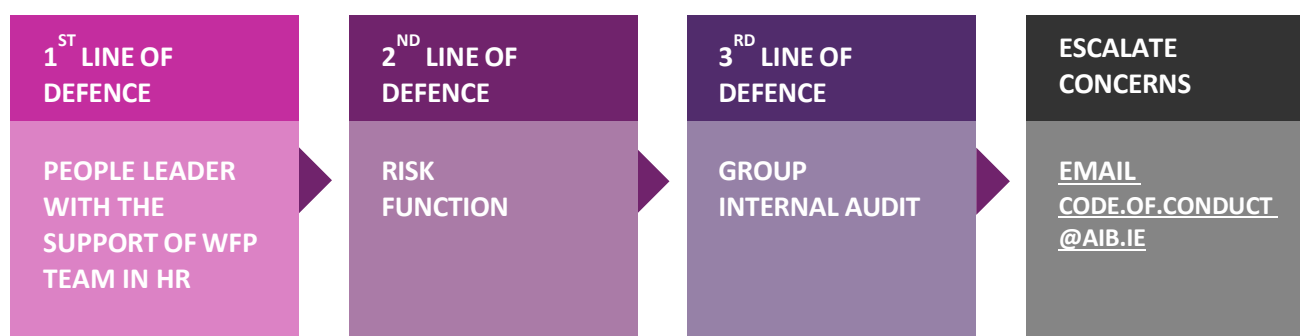 1ST LINE OF
DEFENCE
PEOPLE LEADER
WITH THE
SUPPORT OF WFP
TEAM IN HR
2ND LINE OF
DEFENCE
RISK
FUNCTION
3RD LINE OF
DEFENCE
GROUP
INTERNAL AUDIT
ESCALATE
CONCERNS
EMAIL
CODE.OF.CONDUCT
@AIB.IE